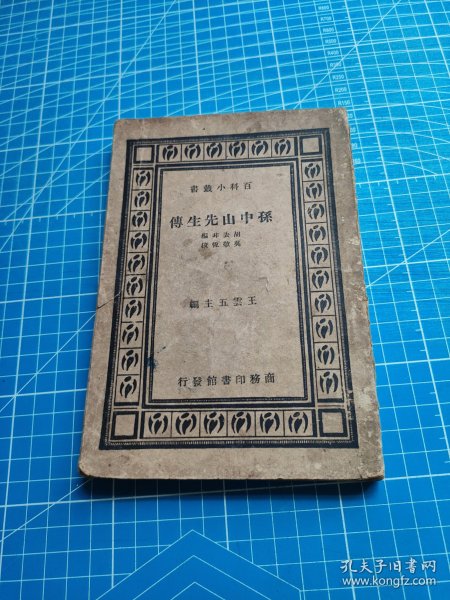 百科小叢書
孫中山先生傳
胡去非編
吳敬恆校
王雲五主編
商務印書館發行
孔夫子旧书网
www.kongfz.com